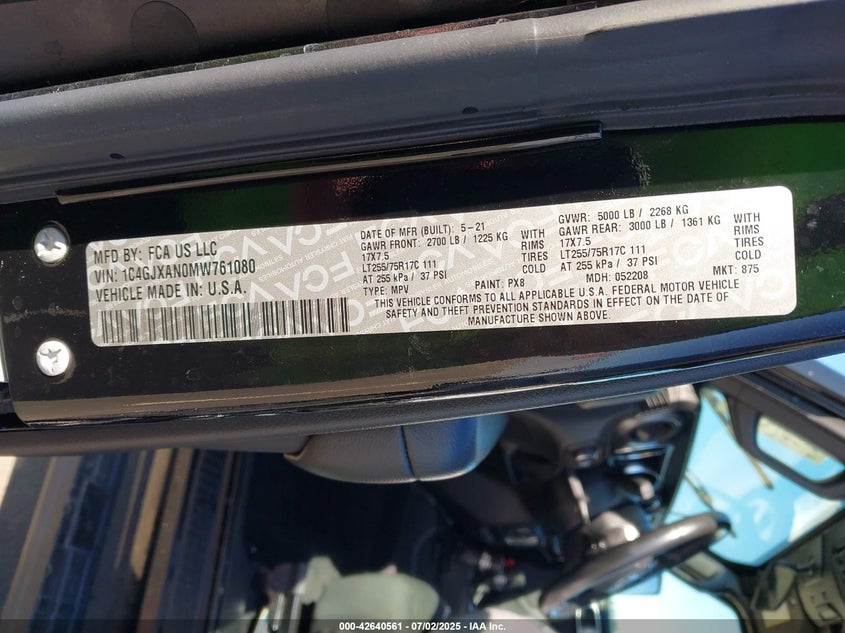 MFD BY: FCA US LLC
VIN: 1C4GJXAN0MW761080
VEHICLE MADE IN: U.S.A.
DATE OF MFR (BUILT): 5-21
GAWR FRONT: 2700 LB / 1225 KG WITH
17X7.5 RIMS
LT255/75R17C 111 TIRES
AT 255 kPa / 37 PSI
TYPE: MPV PAINT: PX8
GVWR: 5000 LB / 2268 KG
GAWR REAR: 3000 LB / 1361 KG WITH
17X7.5 RIMS
LT255/75R17C 111 TIRES
AT 255 kPa / 37 PSI
MDH: 052208 MKT: 875
THIS VEHICLE CONFORMS TO ALL APPLICABLE U.S.A. FEDERAL MOTOR VEHICLE
SAFETY AND THEFT PREVENTION STANDARDS IN EFFECT ON THE DATE OF
MANUFACTURE SHOWN ABOVE.
000-42640561 - 07/02/2025 - IAA Inc.